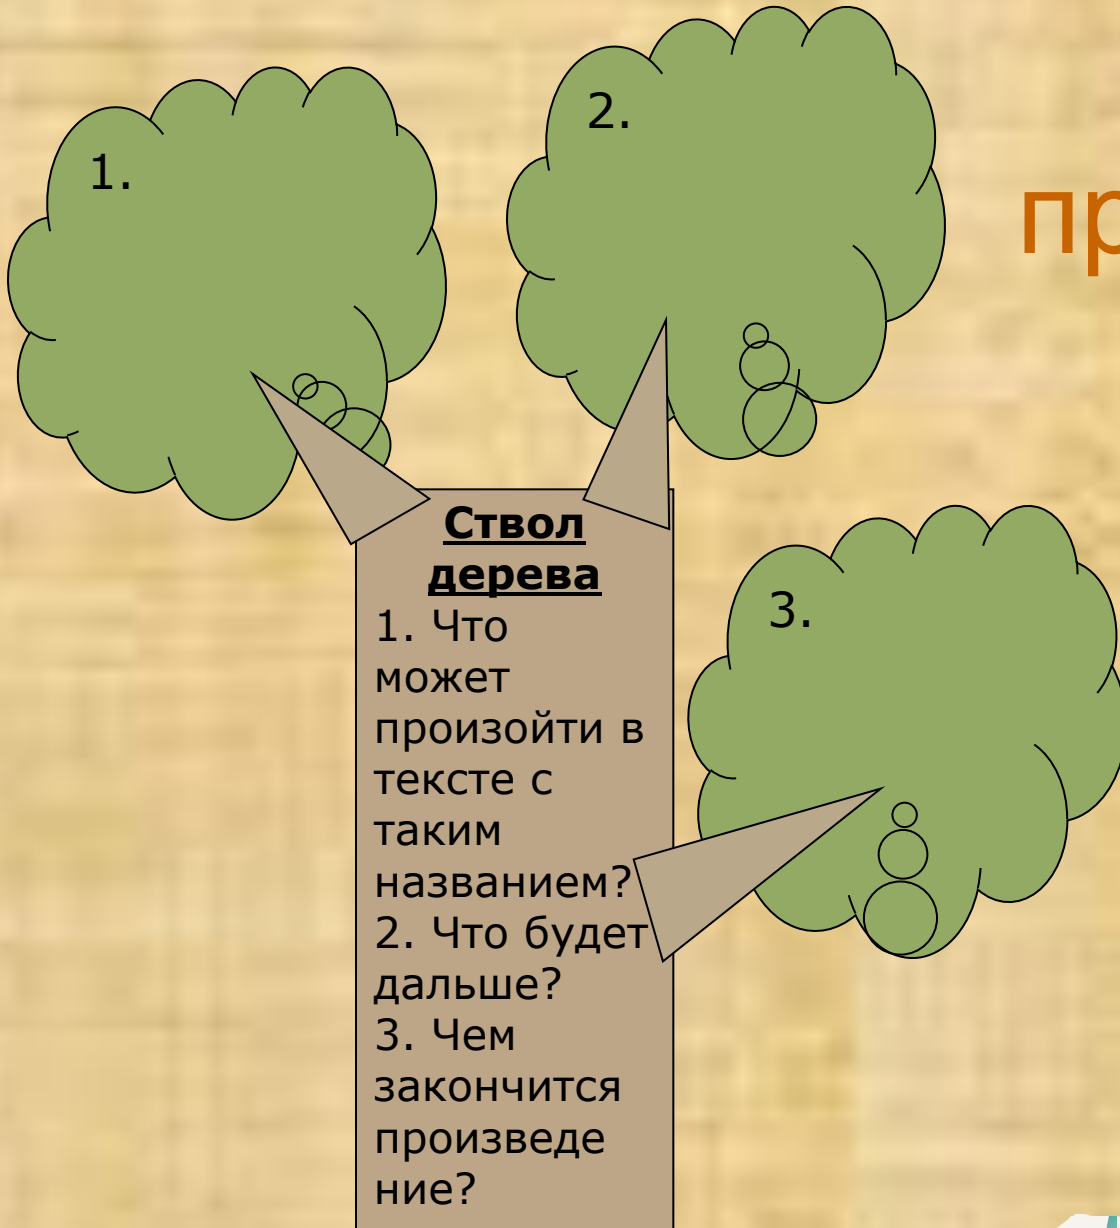 1.
2.
пр
Ствол
дерева
1. Что
может
произойти в
тексте с
таким
названием?
2. Что будет
дальше?
3. Чем
закончится
произведе
ние?
3.